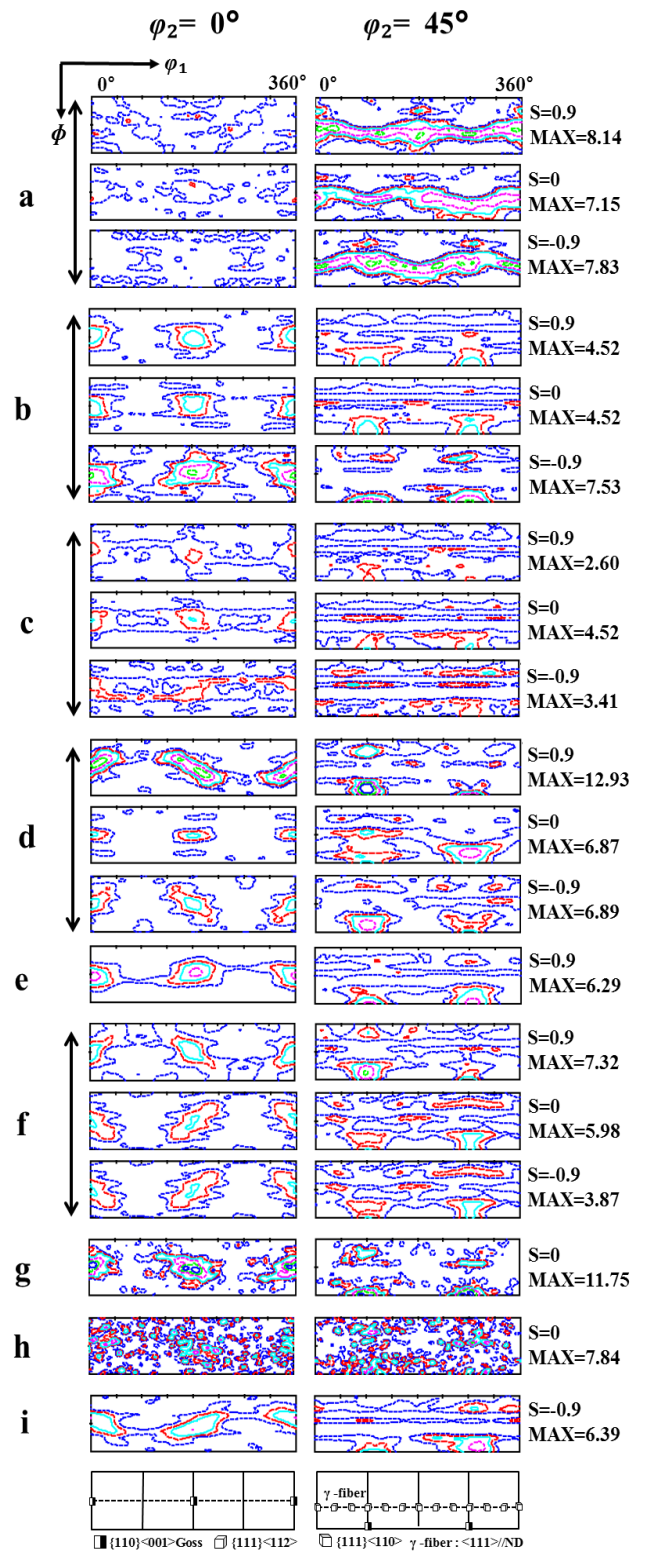 φ₂= 0° φ₂= 45°
φ₁
0° 360° 0° 360°
ϕ
a
S=0.9
MAX=8.14
S=0
MAX=7.15
S=-0.9
MAX=7.83
b
S=0.9
MAX=4.52
S=0
MAX=4.52
S=-0.9
MAX=7.53
c
S=0.9
MAX=2.60
S=0
MAX=4.52
S=-0.9
MAX=3.41
d
S=0.9
MAX=12.93
S=0
MAX=6.87
S=-0.9
MAX=6.89
e
S=0.9
MAX=6.29
f
S=0.9
MAX=7.32
S=0
MAX=5.98
S=-0.9
MAX=3.87
g
S=0
MAX=11.75
h
S=0
MAX=7.84
i
S=-0.9
MAX=6.39
γ -fiber
{110}<001>Goss {111}<112> {111}<110> γ -fiber : <111>//ND